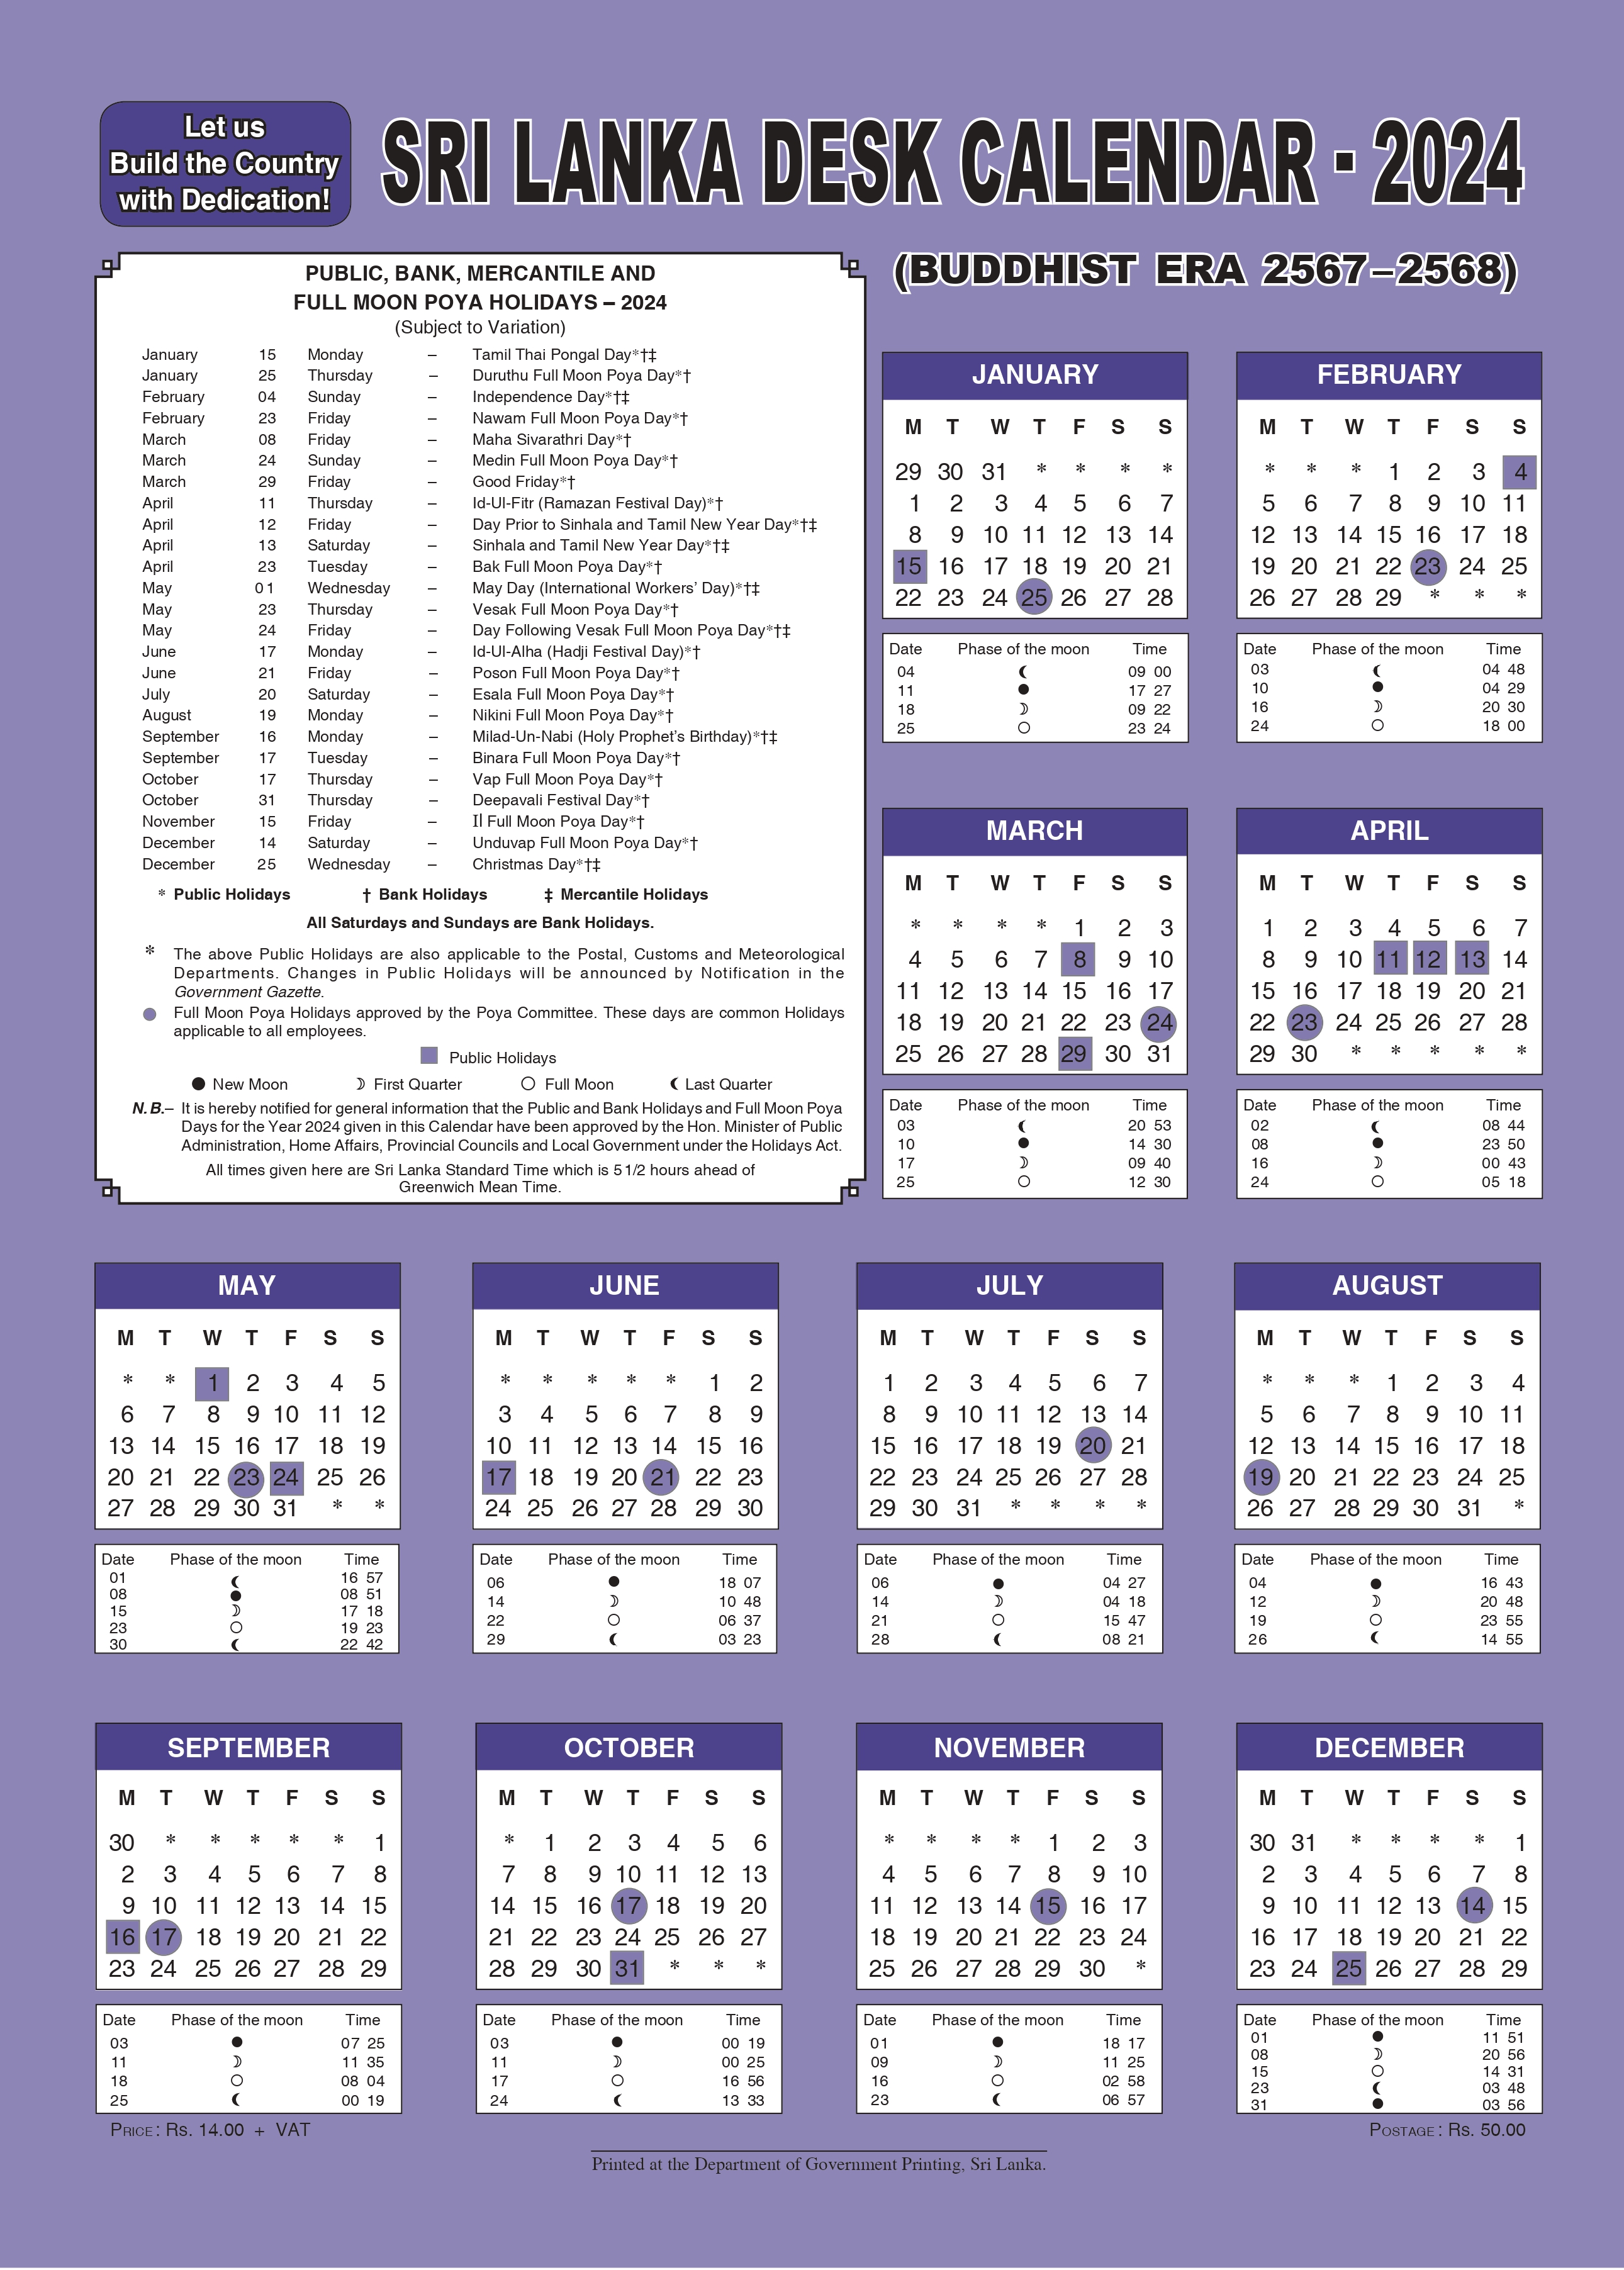 Let us
Build the Country
with Dedication!
SRI LANKA DESK CALENDAR - 2024
(BUDDHIST ERA 2567–2568)
PUBLIC, BANK, MERCANTILE AND
FULL MOON POYA HOLIDAYS – 2024
(Subject to Variation)
January 15 Monday – Tamil Thai Pongal Day*†‡
January 25 Thursday – Duruthu Full Moon Poya Day*†
February 04 Sunday – Independence Day*†‡
February 23 Friday – Nawam Full Moon Poya Day*†
March 08 Friday – Maha Sivarathri Day*†
March 24 Sunday – Medin Full Moon Poya Day*†
March 29 Friday – Good Friday*†
April 11 Thursday – Id-Ul-Fitr (Ramazan Festival Day)*†
April 12 Friday – Day Prior to Sinhala and Tamil New Year Day*†‡
April 13 Saturday – Sinhala and Tamil New Year Day*†‡
April 23 Tuesday – Bak Full Moon Poya Day*†
May 01 Wednesday – May Day (International Workers' Day)*†‡
May 23 Thursday – Vesak Full Moon Poya Day*†
May 24 Friday – Day Following Vesak Full Moon Poya Day*†‡
June 17 Monday – Id-Ul-Alha (Hadji Festival Day)*†
June 21 Friday – Poson Full Moon Poya Day*†
July 20 Saturday – Esala Full Moon Poya Day*†
August 19 Monday – Nikini Full Moon Poya Day*†
September 16 Monday – Milad-Un-Nabi (Holy Prophet's Birthday)*†‡
September 17 Tuesday – Binara Full Moon Poya Day*†
October 17 Thursday – Vap Full Moon Poya Day*†
October 31 Thursday – Deepavali Festival Day*†
November 15 Friday – Il Full Moon Poya Day*†
December 14 Saturday – Unduvap Full Moon Poya Day*†
December 25 Wednesday – Christmas Day*†‡
* Public Holidays † Bank Holidays ‡ Mercantile Holidays
All Saturdays and Sundays are Bank Holidays.
* The above Public Holidays are also applicable to the Postal, Customs and Meteorological
Departments. Changes in Public Holidays will be announced by Notification in the
Government Gazette.
Full Moon Poya Holidays approved by the Poya Committee. These days are common Holidays
applicable to all employees.
Public Holidays
New Moon First Quarter Full Moon Last Quarter
N. B.– It is hereby notified for general information that the Public and Bank Holidays and Full Moon Poya
Days for the Year 2024 given in this Calendar have been approved by the Hon. Minister of Public
Administration, Home Affairs, Provincial Councils and Local Government under the Holidays Act.
All times given here are Sri Lanka Standard Time which is 5 1/2 hours ahead of
Greenwich Mean Time.
JANUARY
M T W T F S S
29 30 31 * * * *
1 2 3 4 5 6 7
8 9 10 11 12 13 14
15 16 17 18 19 20 21
22 23 24 25 26 27 28
Date Phase of the moon Time
04 09 00
11 17 27
18 09 22
25 23 24
FEBRUARY
M T W T F S S
* * * 1 2 3 4
5 6 7 8 9 10 11
12 13 14 15 16 17 18
19 20 21 22 23 24 25
26 27 28 29 * * *
Date Phase of the moon Time
03 04 48
10 04 29
16 20 30
24 18 00
MARCH
M T W T F S S
* * * * 1 2 3
4 5 6 7 8 9 10
11 12 13 14 15 16 17
18 19 20 21 22 23 24
25 26 27 28 29 30 31
Date Phase of the moon Time
03 20 53
10 14 30
17 09 40
25 12 30
APRIL
M T W T F S S
1 2 3 4 5 6 7
8 9 10 11 12 13 14
15 16 17 18 19 20 21
22 23 24 25 26 27 28
29 30 * * * * *
Date Phase of the moon Time
02 08 44
08 23 50
16 00 43
24 05 18
MAY
M T W T F S S
* * 1 2 3 4 5
6 7 8 9 10 11 12
13 14 15 16 17 18 19
20 21 22 23 24 25 26
27 28 29 30 31 * *
Date Phase of the moon Time
01 16 57
08 08 51
15 17 18
23 19 23
30 22 42
JUNE
M T W T F S S
* * * * * 1 2
3 4 5 6 7 8 9
10 11 12 13 14 15 16
17 18 19 20 21 22 23
24 25 26 27 28 29 30
Date Phase of the moon Time
06 18 07
14 10 48
22 06 37
29 03 23
JULY
M T W T F S S
1 2 3 4 5 6 7
8 9 10 11 12 13 14
15 16 17 18 19 20 21
22 23 24 25 26 27 28
29 30 31 * * * *
Date Phase of the moon Time
06 04 27
14 04 18
21 15 47
28 08 21
AUGUST
M T W T F S S
* * * 1 2 3 4
5 6 7 8 9 10 11
12 13 14 15 16 17 18
19 20 21 22 23 24 25
26 27 28 29 30 31 *
Date Phase of the moon Time
04 16 43
12 20 48
19 23 55
26 14 55
SEPTEMBER
M T W T F S S
30 * * * * * 1
2 3 4 5 6 7 8
9 10 11 12 13 14 15
16 17 18 19 20 21 22
23 24 25 26 27 28 29
Date Phase of the moon Time
03 07 25
11 11 35
18 08 04
25 00 19
OCTOBER
M T W T F S S
* 1 2 3 4 5 6
7 8 9 10 11 12 13
14 15 16 17 18 19 20
21 22 23 24 25 26 27
28 29 30 31 * * *
Date Phase of the moon Time
03 00 19
11 00 25
17 16 56
24 13 33
NOVEMBER
M T W T F S S
* * * * 1 2 3
4 5 6 7 8 9 10
11 12 13 14 15 16 17
18 19 20 21 22 23 24
25 26 27 28 29 30 *
Date Phase of the moon Time
01 18 17
09 11 25
16 02 58
23 06 57
DECEMBER
M T W T F S S
30 31 * * * * 1
2 3 4 5 6 7 8
9 10 11 12 13 14 15
16 17 18 19 20 21 22
23 24 25 26 27 28 29
Date Phase of the moon Time
01 11 51
08 20 56
15 14 31
23 03 48
31 03 56
PRICE : Rs. 14.00 + VAT
POSTAGE : Rs. 50.00
Printed at the Department of Government Printing, Sri Lanka.